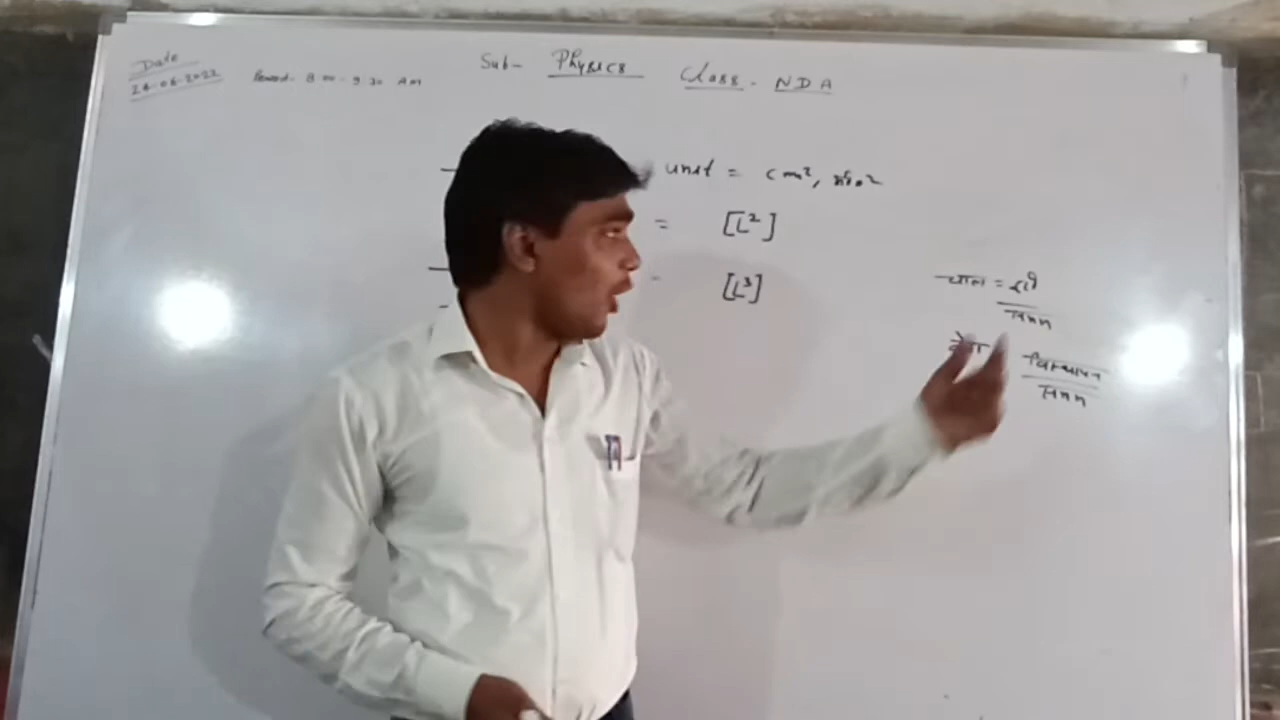 Date
Sub- Physics Class- NDA
24-06-2022
Period- 8:00-9:30 AM
unit = cm², मी०²
= [L²]
- [L³]
चाल = दूरी
समय
विस्थापन
समय